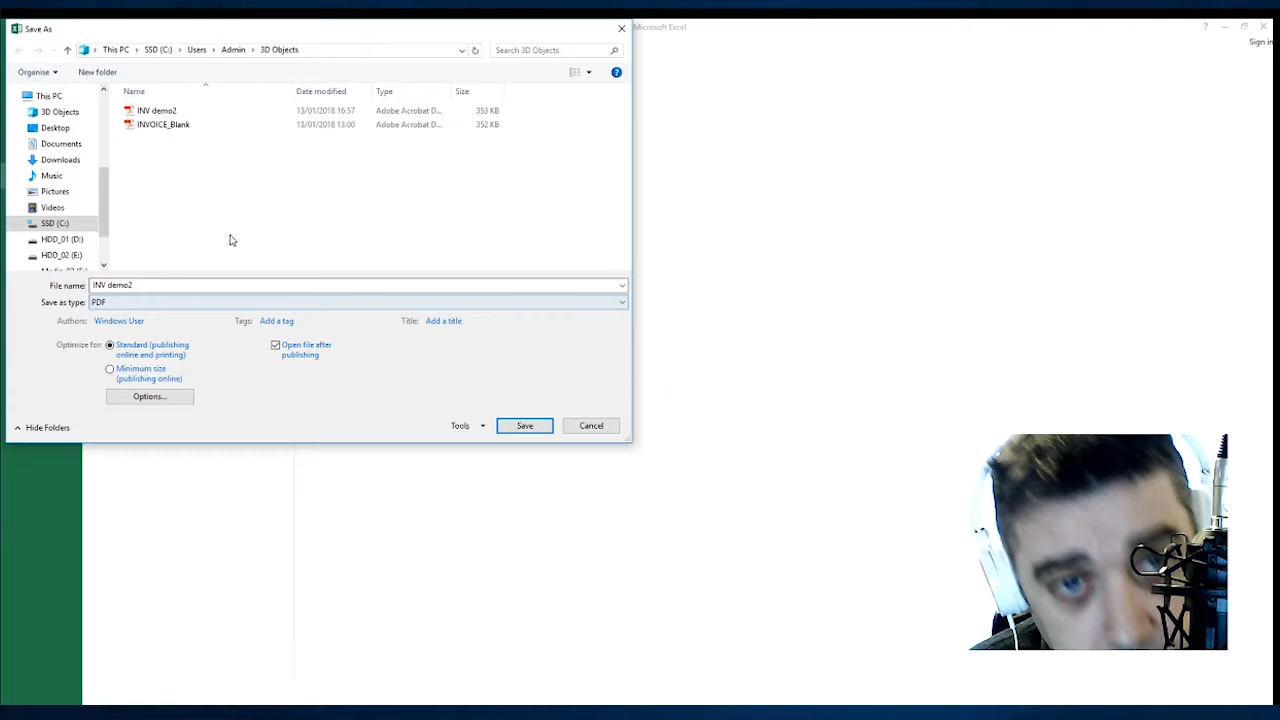 Save As
Microsoft Excel
This PC > SSD (C:) > Users > Admin > 3D Objects
Search 3D Objects
Sign in
Organise
New folder
Name Date modified Type Size
This PC
3D Objects
Desktop
Documents
Downloads
Music
Pictures
Videos
SSD (C:)
HDD_01 (D:)
HDD_02 (E:)
INV demo2 13/01/2018 16:57 Adobe Acrobat D... 353 KB
INVOICE_Blank 13/01/2018 13:00 Adobe Acrobat D... 352 KB
File name: INV demo2
Save as type: PDF
Authors: Windows User
Tags: Add a tag
Title: Add a title
Optimize for:
Standard (publishing
online and printing)
Minimum size
(publishing online)
Open file after
publishing
Options...
Hide Folders
Tools
Save
Cancel